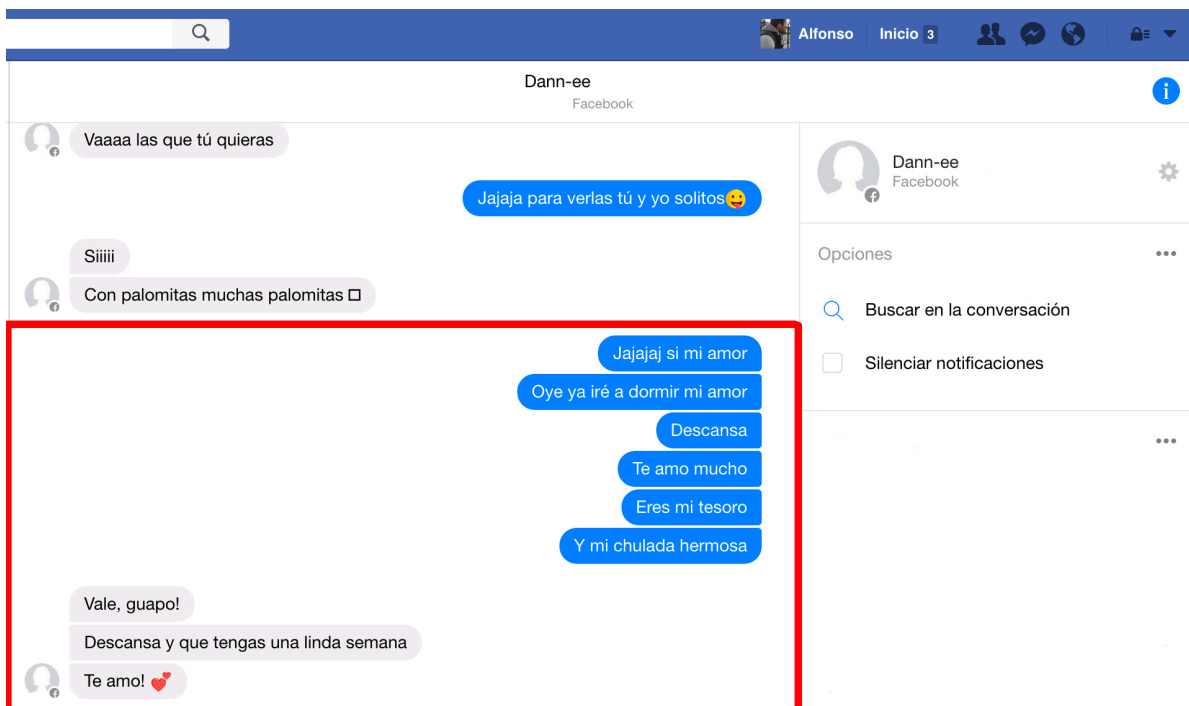 Alfonso Inicio 3
Dann-ee
Facebook
Vaaaa las que tú quieras
Jajaja para verlas tú y yo solitos😜
Siiiii
Con palomitas muchas palomitas □
Jajajaj si mi amor
Oye ya iré a dormir mi amor
Descansa
Te amo mucho
Eres mi tesoro
Y mi chulada hermosa
Vale, guapo!
Descansa y que tengas una linda semana
Te amo! 💕
Dann-ee
Facebook
Opciones
Buscar en la conversación
Silenciar notificaciones